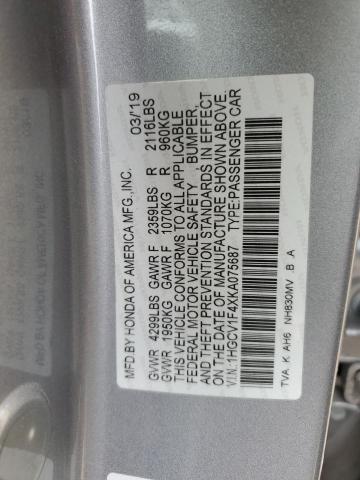 MFD.BY HONDA OF AMERICA MFG.,INC. 03/'19
GVWR 4299LBS GAWR F 2359LBS R 2116LBS
GVWR 1950KG GAWR F 1070KG R 960KG
THIS VEHICLE CONFORMS TO ALL APPLICABLE
FEDERAL MOTOR VEHICLE SAFETY, BUMPER,
AND THEFT PREVENTION STANDARDS IN EFFECT
ON THE DATE OF MANUFACTURE SHOWN ABOVE.
V.I.N.:1HGCV1F4XKA075687 TYPE:PASSENGER CAR
TVA K AH6 NH830MV B A